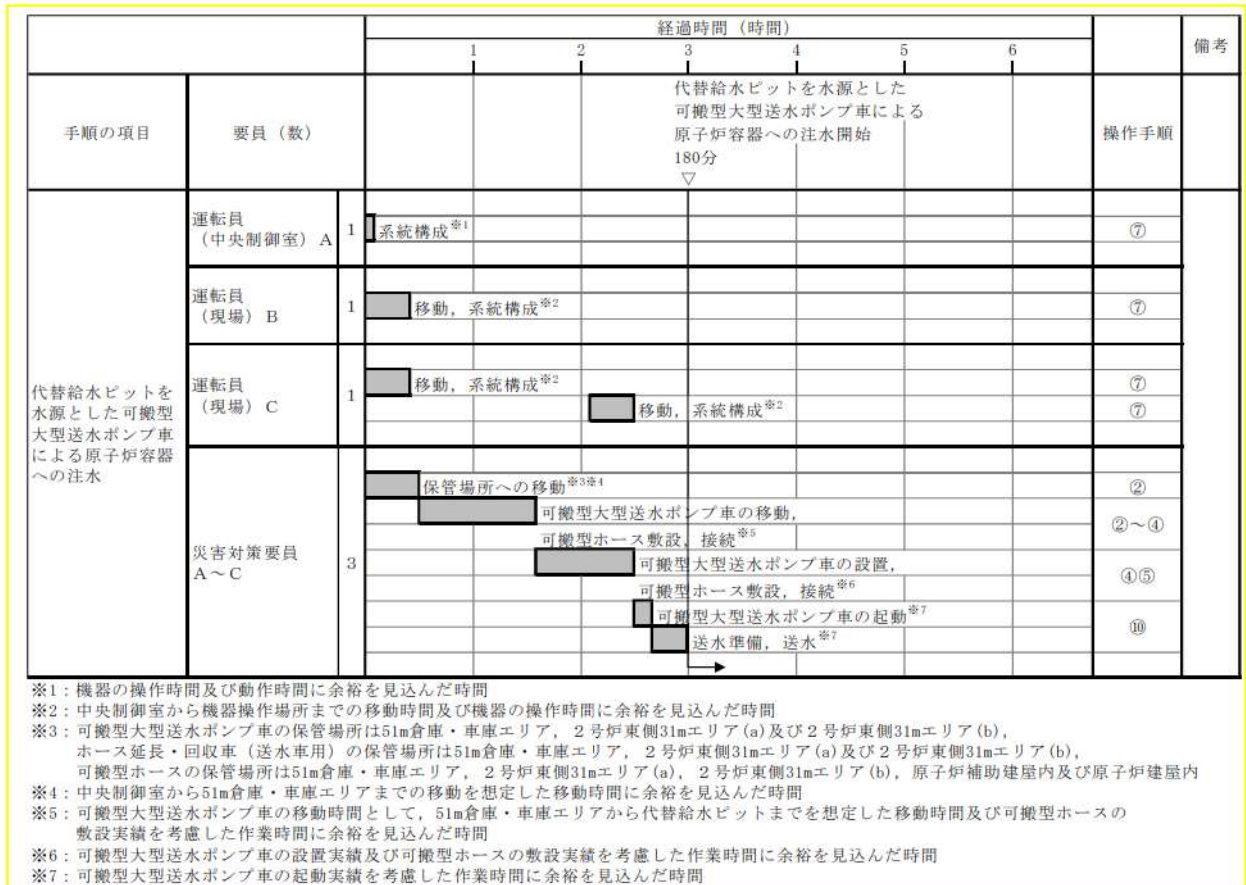 経過時間（時間）
備考
1 2 3 4 5 6
手順の項目
要員（数）
代替給水ピットを水源とした
可搬型大型送水ポンプ車による
原子炉容器への注水開始
180分
▽
操作手順
代替給水ピットを
水源とした可搬型
大型送水ポンプ車
による原子炉容器
への注水
運転員
（中央制御室）A
1
系統構成※1
⑦
運転員
（現場）B
1
移動，系統構成※2
⑦
運転員
（現場）C
1
移動，系統構成※2
⑦
移動，系統構成※2
⑦
災害対策要員
A～C
3
保管場所への移動※3※4
②
可搬型大型送水ポンプ車の移動，
可搬型ホース敷設，接続※5
②～④
可搬型大型送水ポンプ車の設置，
可搬型ホース敷設，接続※6
④⑤
可搬型大型送水ポンプ車の起動※7
送水準備，送水※7
⑩
※1：機器の操作時間及び動作時間に余裕を見込んだ時間
※2：中央制御室から機器操作場所までの移動時間及び機器の操作時間に余裕を見込んだ時間
※3：可搬型大型送水ポンプ車の保管場所は51m倉庫・車庫エリア，２号炉東側31mエリア(a)及び２号炉東側31mエリア(b)，
ホース延長・回収車（送水車用）の保管場所は51m倉庫・車庫エリア，２号炉東側31mエリア(a)及び２号炉東側31mエリア(b)，
可搬型ホースの保管場所は51m倉庫・車庫エリア，２号炉東側31mエリア(a)，２号炉東側31mエリア(b)，原子炉補助建屋内及び原子炉建屋内
※4：中央制御室から51m倉庫・車庫エリアまでの移動を想定した移動時間に余裕を見込んだ時間
※5：可搬型大型送水ポンプ車の移動時間として，51m倉庫・車庫エリアから代替給水ピットまでを想定した移動時間及び可搬型ホースの
敷設実績を考慮した作業時間に余裕を見込んだ時間
※6：可搬型大型送水ポンプ車の設置実績及び可搬型ホースの敷設実績を考慮した作業時間に余裕を見込んだ時間
※7：可搬型大型送水ポンプ車の起動実績を考慮した作業時間に余裕を見込んだ時間